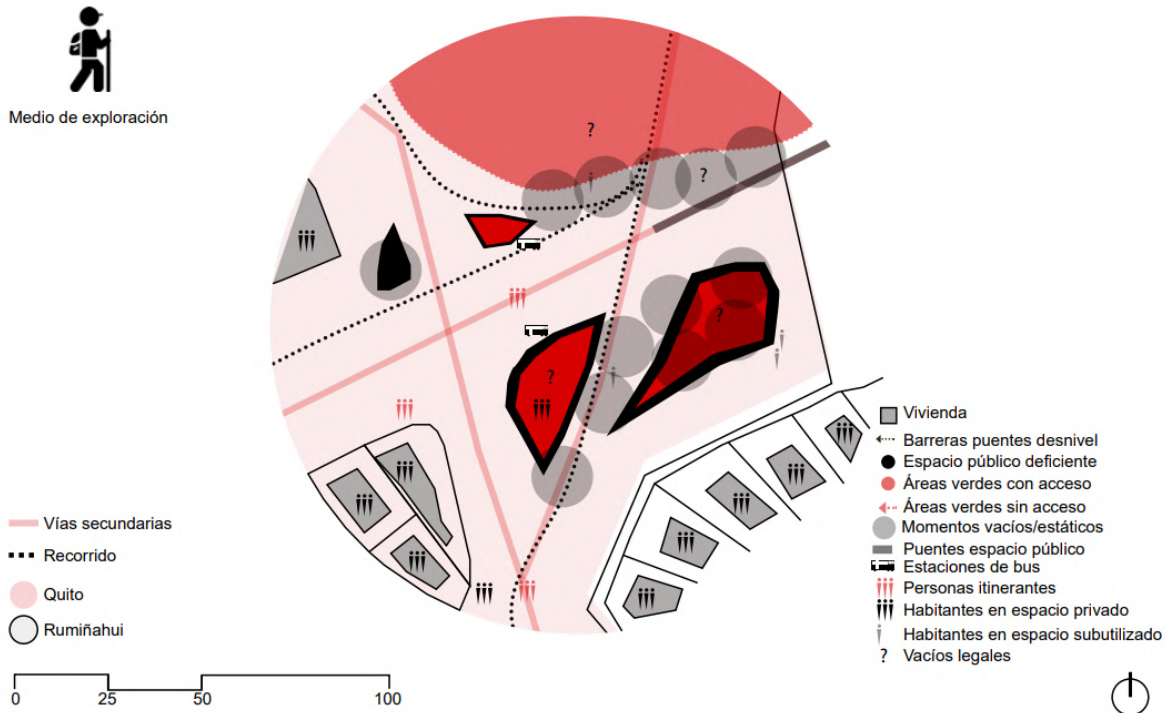 Medio de exploración
?
?
?
?
Vivienda
Barreras puentes desnivel
Espacio público deficiente
Áreas verdes con acceso
Áreas verdes sin acceso
Momentos vacíos/estáticos
Puentes espacio público
Estaciones de bus
Personas itinerantes
Habitantes en espacio privado
Habitantes en espacio subutilizado
? Vacíos legales
Vías secundarias
Recorrido
Quito
Rumiñahui
0 25 50 100